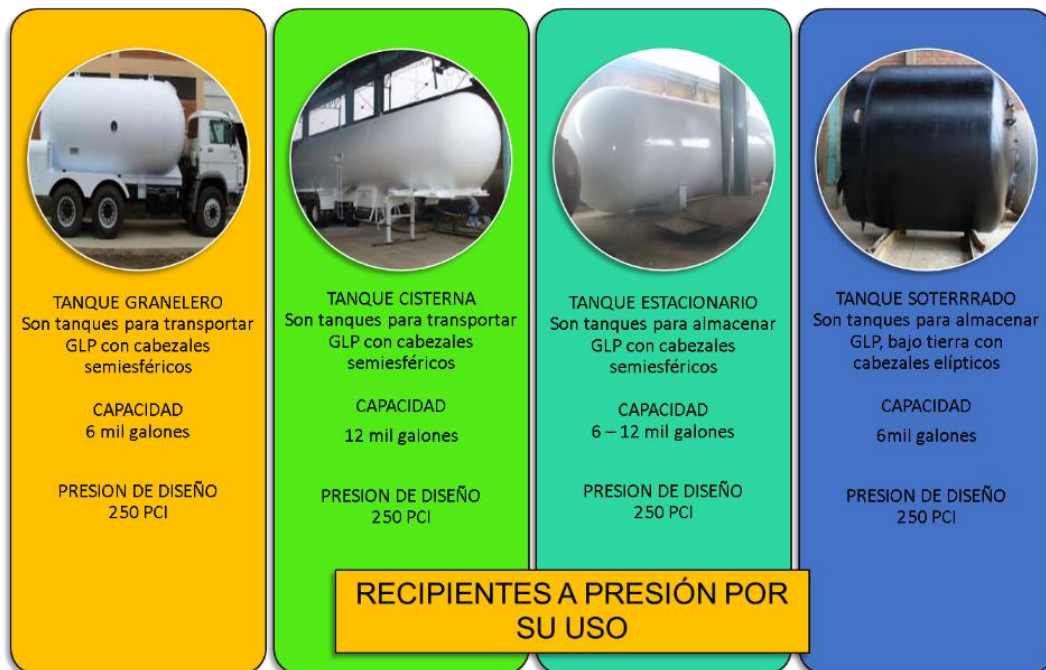 TANQUE GRANELERO
Son tanques para transportar
GLP con cabezales
semiesféricos
CAPACIDAD
6 mil galones
PRESION DE DISEÑO
250 PCI
TANQUE CISTERNA
Son tanques para transportar
GLP con cabezales
semiesféricos
CAPACIDAD
12 mil galones
PRESION DE DISEÑO
250 PCI
TANQUE ESTACIONARIO
Son tanques para almacenar
GLP con cabezales
semiesféricos
CAPACIDAD
6 – 12 mil galones
PRESION DE DISEÑO
250 PCI
TANQUE SOTERRRADO
Son tanques para almacenar
GLP, bajo tierra con
cabezales elípticos
CAPACIDAD
6mil galones
PRESION DE DISEÑO
250 PCI
RECIPIENTES A PRESIÓN POR
SU USO